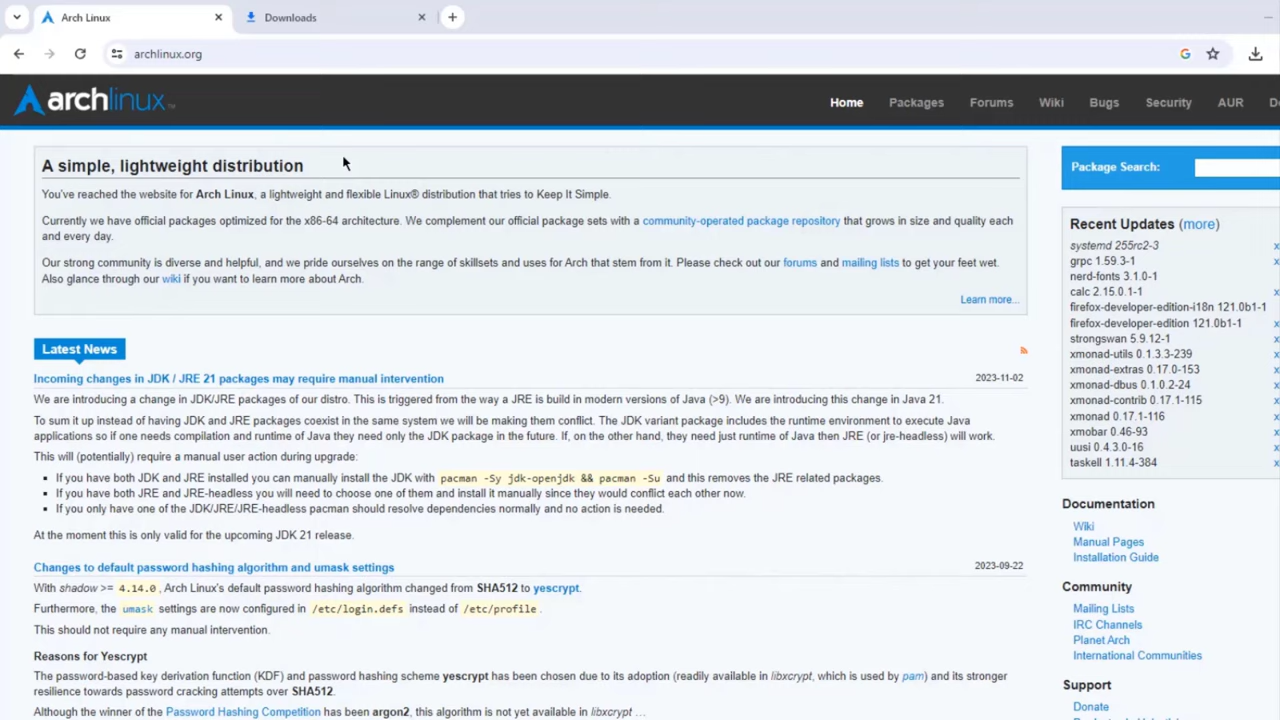 Arch Linux
Downloads
archlinux.org
archlinux
Home Packages Forums Wiki Bugs Security AUR
A simple, lightweight distribution
You've reached the website for Arch Linux, a lightweight and flexible Linux® distribution that tries to Keep It Simple.
Currently we have official packages optimized for the x86-64 architecture. We complement our official package sets with a community-operated package repository that grows in size and quality each
and every day.
Our strong community is diverse and helpful, and we pride ourselves on the range of skillsets and uses for Arch that stem from it. Please check out our forums and mailing lists to get your feet wet.
Also glance through our wiki if you want to learn more about Arch.
Learn more...
Latest News
Incoming changes in JDK / JRE 21 packages may require manual intervention
2023-11-02
We are introducing a change in JDK/JRE packages of our distro. This is triggered from the way a JRE is build in modern versions of Java (>9). We are introducing this change in Java 21.
To sum it up instead of having JDK and JRE packages coexist in the same system we will be making them conflict. The JDK variant package includes the runtime environment to execute Java
applications so if one needs compilation and runtime of Java they need only the JDK package in the future. If, on the other hand, they need just runtime of Java then JRE (or jre-headless) will work.
This will (potentially) require a manual user action during upgrade:
If you have both JDK and JRE installed you can manually install the JDK with pacman -Sy jdk-openjdk && pacman -Su and this removes the JRE related packages.
If you have both JRE and JRE-headless you will need to choose one of them and install it manually since they would conflict each other now.
If you only have one of the JDK/JRE/JRE-headless pacman should resolve dependencies normally and no action is needed.
At the moment this is only valid for the upcoming JDK 21 release.
Changes to default password hashing algorithm and umask settings
2023-09-22
With shadow >= 4.14.0, Arch Linux's default password hashing algorithm changed from SHA512 to yescrypt.
Furthermore, the umask settings are now configured in /etc/login.defs instead of /etc/profile.
This should not require any manual intervention.
Reasons for Yescrypt
The password-based key derivation function (KDF) and password hashing scheme yescrypt has been chosen due to its adoption (readily available in libxcrypt, which is used by pam) and its stronger
resilience towards password cracking attempts over SHA512.
Although the winner of the Password Hashing Competition has been argon2, this algorithm is not yet available in libxcrypt ...
Package Search:
Recent Updates (more)
systemd 255rc2-3
grpc 1.59.3-1
nerd-fonts 3.1.0-1
calc 2.15.0.1-1
firefox-developer-edition-i18n 121.0b1-1
firefox-developer-edition 121.0b1-1
strongswan 5.9.12-1
xmonad-utils 0.1.3.3-239
xmonad-extras 0.17.0-153
xmonad-dbus 0.1.0.2-24
xmonad-contrib 0.17.1-115
xmonad 0.17.1-116
xmobar 0.46-93
uusi 0.4.3.0-16
taskell 1.11.4-384
Documentation
Wiki
Manual Pages
Installation Guide
Community
Mailing Lists
IRC Channels
Planet Arch
International Communities
Support
Donate